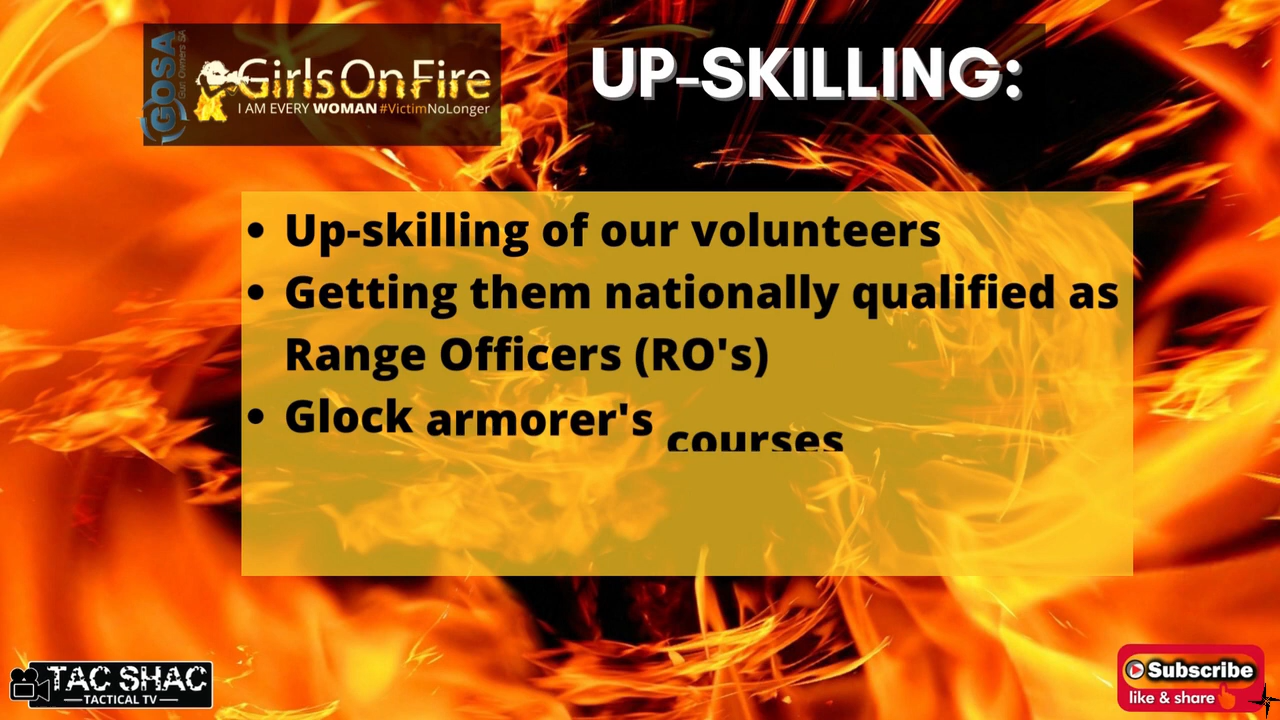 GOSA
Gun Owners SA
GirlsOnFire
I AM EVERY WOMAN #VictimNoLonger
UP-SKILLING:
• Up-skilling of our volunteers
• Getting them nationally qualified as
Range Officers (RO's)
• Glock armorer's courses
TAC SHAC
TACTICAL TV
Subscribe
like & share